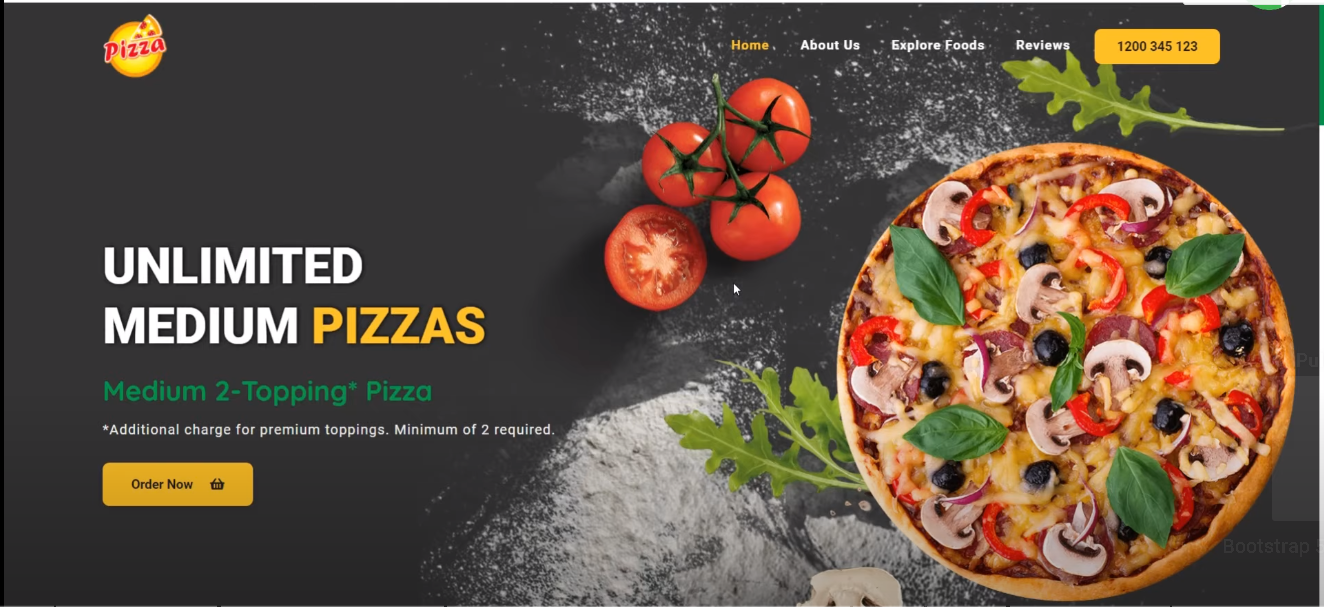 Pizza
Home About Us Explore Foods Reviews 1200 345 123
UNLIMITED
MEDIUM PIZZAS
Medium 2-Topping* Pizza
*Additional charge for premium toppings. Minimum of 2 required.
Order Now
Bootstrap